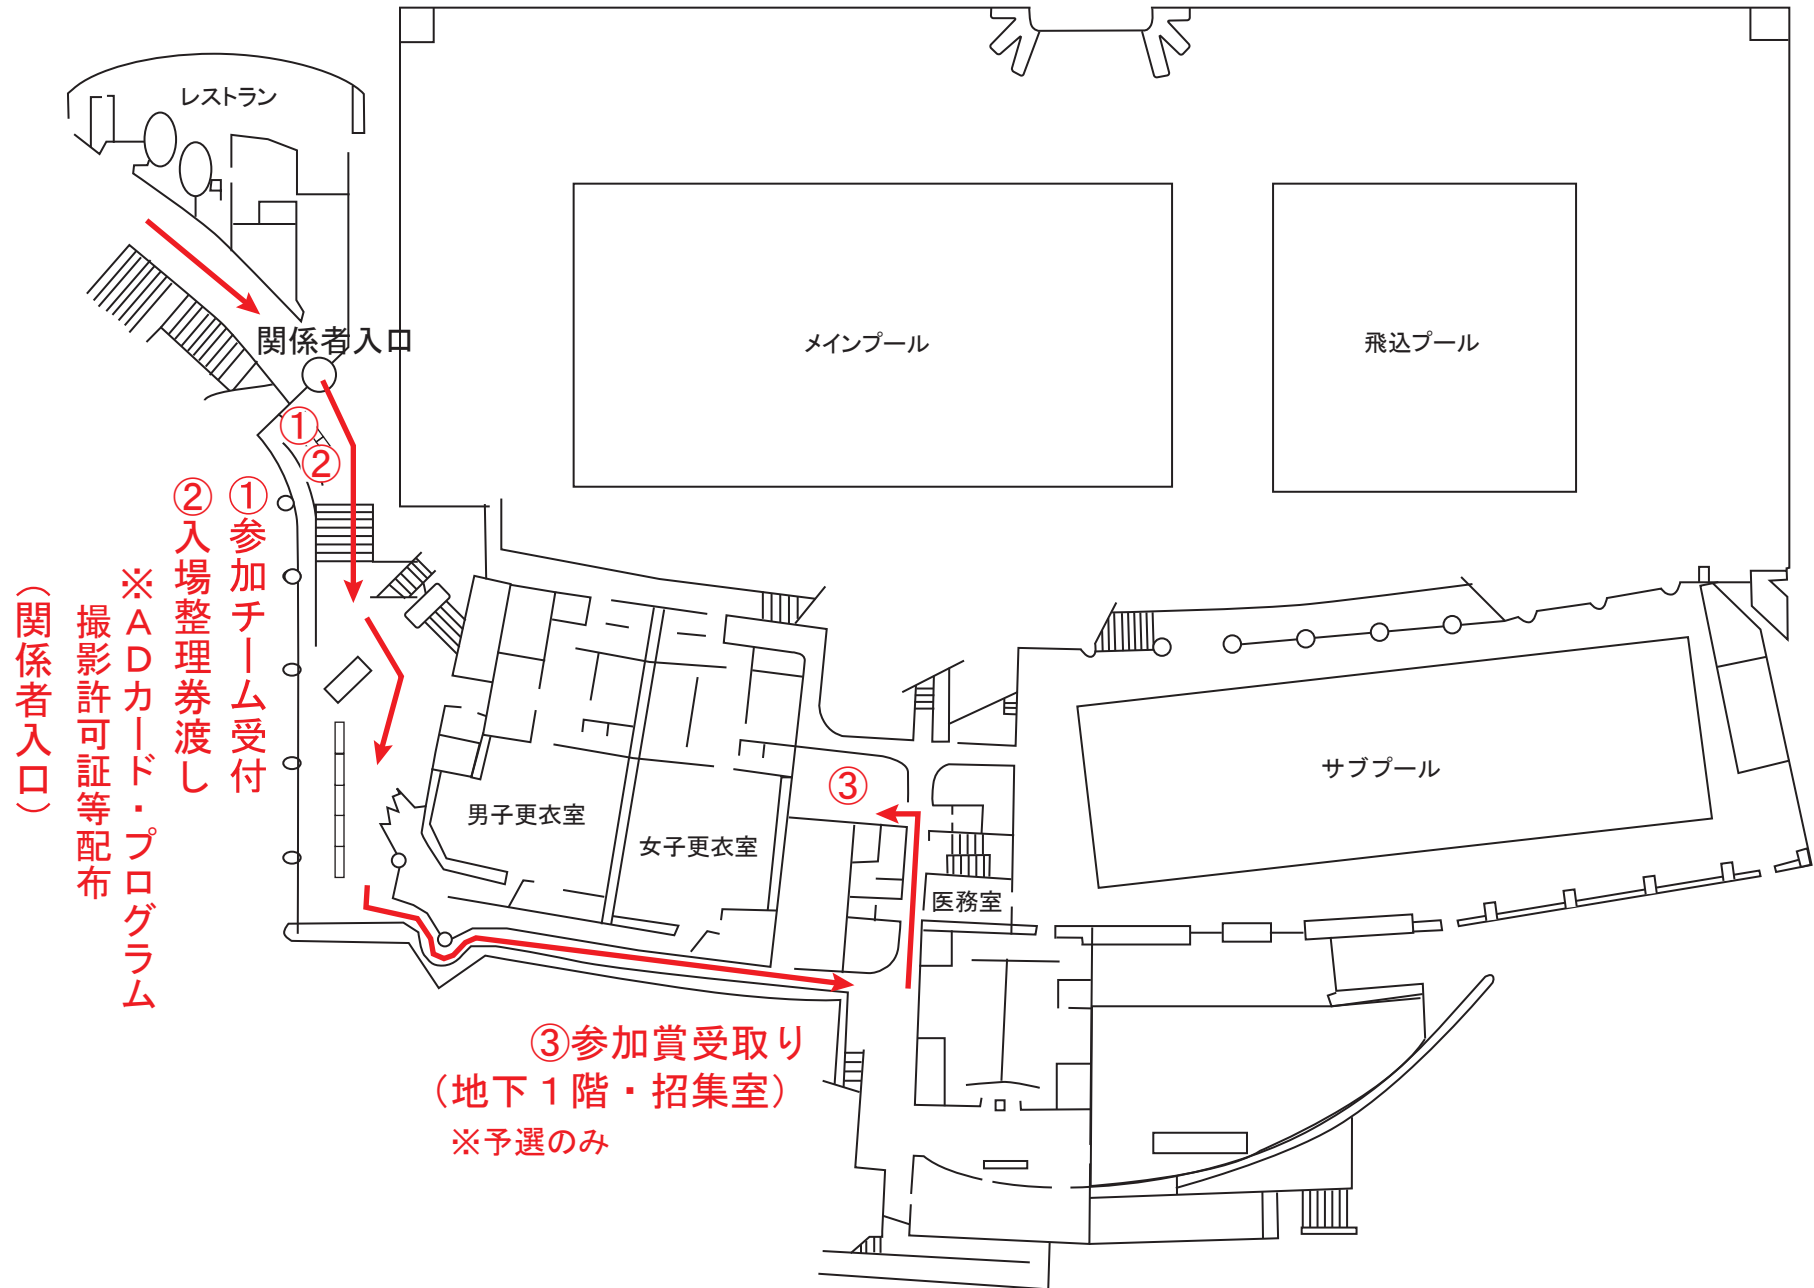 レストラン
関係者入口
メインプール
飛込プール
①
②
①参加チーム受付
②入場整理券渡し
※ADカード・プログラム
撮影許可証等配布
(関係者入口)
男子更衣室
女子更衣室
③
医務室
サブプール
③参加賞受取り
(地下1階・招集室)
※予選のみ